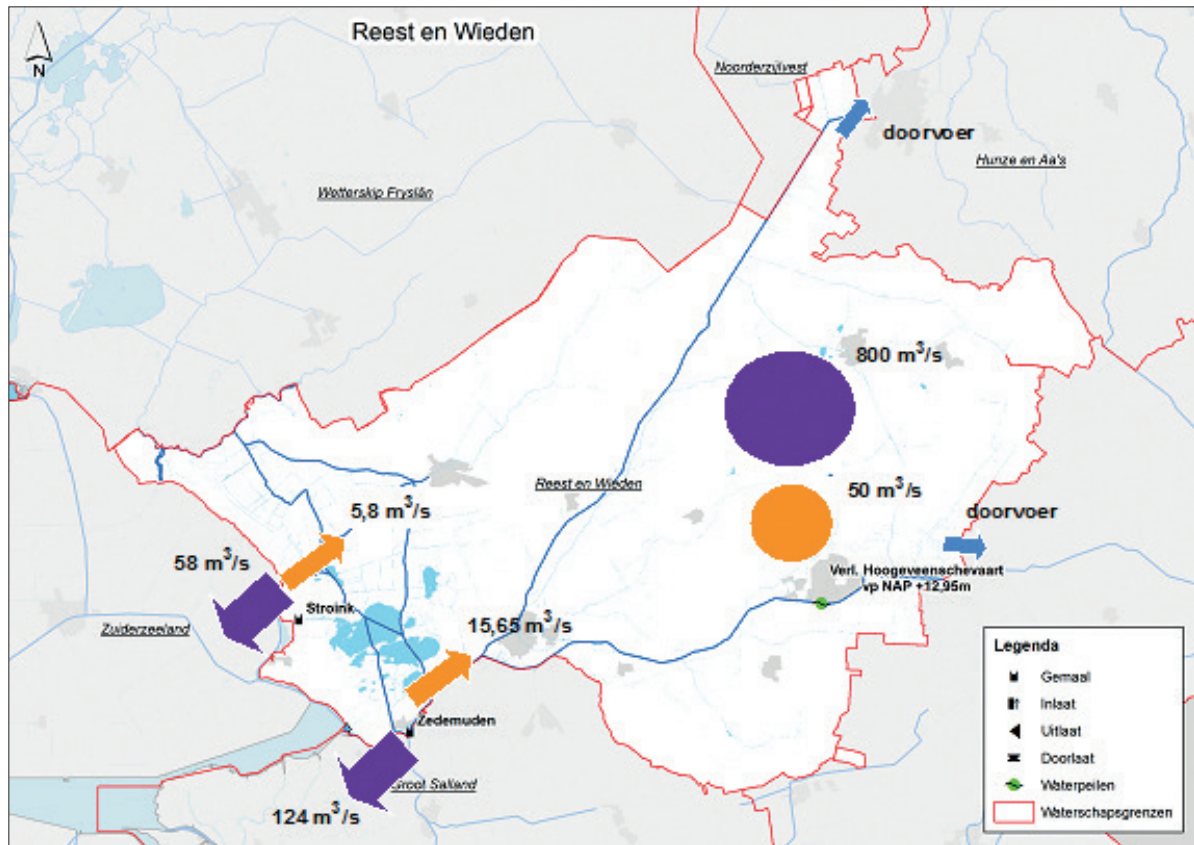 Reest en Wieden
N
Noorderzijlvest
doorvoer
Hunze en Aa's
Wetterskip Fryslân
800 m³/s
Reest en Wieden
50 m³/s
5,8 m³/s
doorvoer
58 m³/s
Verl. Hoogeveenschevaart
vp NAP +12,95m
Stroink
15,65 m³/s
Zuiderzeeland
Zedemuden
Groot Salland
124 m³/s
Legenda
Gemaal
Inlaat
Uitlaat
Doorlaat
Waterpeilen
Waterschapsgrenzen